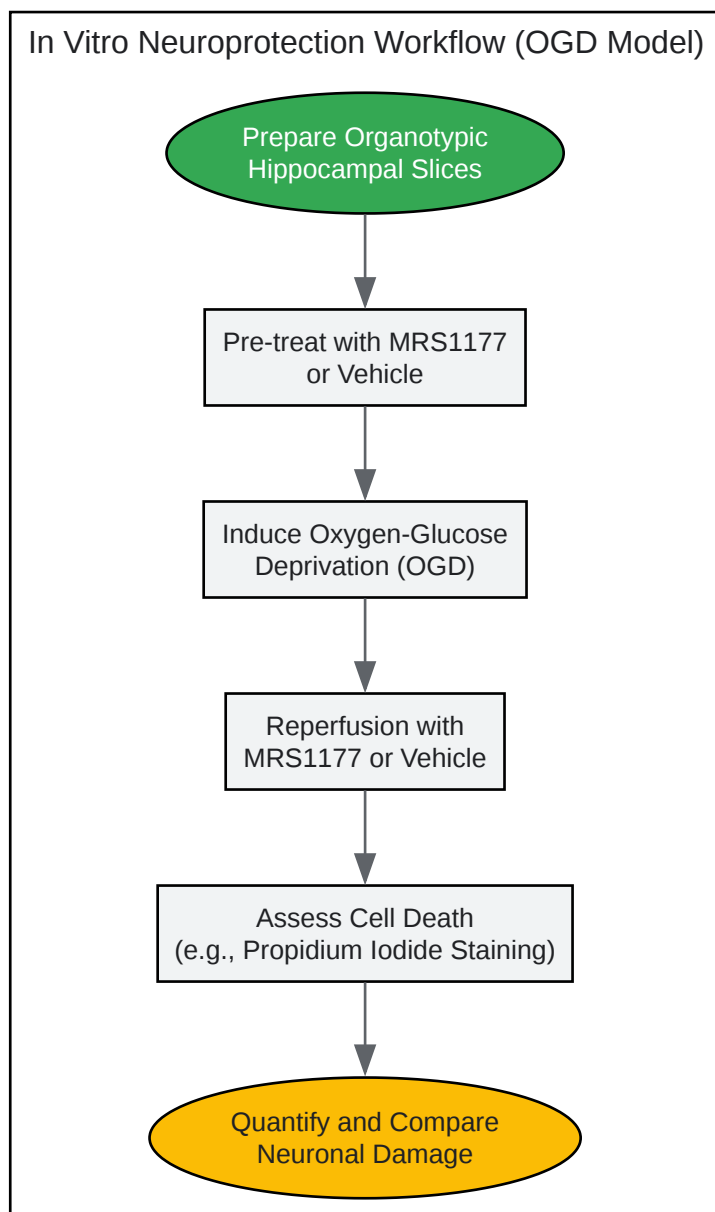 In Vitro Neuroprotection Workflow (OGD Model)
Prepare Organotypic
Hippocampal Slices
Pre-treat with MRS1177
or Vehicle
Induce Oxygen-Glucose
Deprivation (OGD)
Reperfusion with
MRS1177 or Vehicle
Assess Cell Death
(e.g., Propidium Iodide Staining)
Quantify and Compare
Neuronal Damage